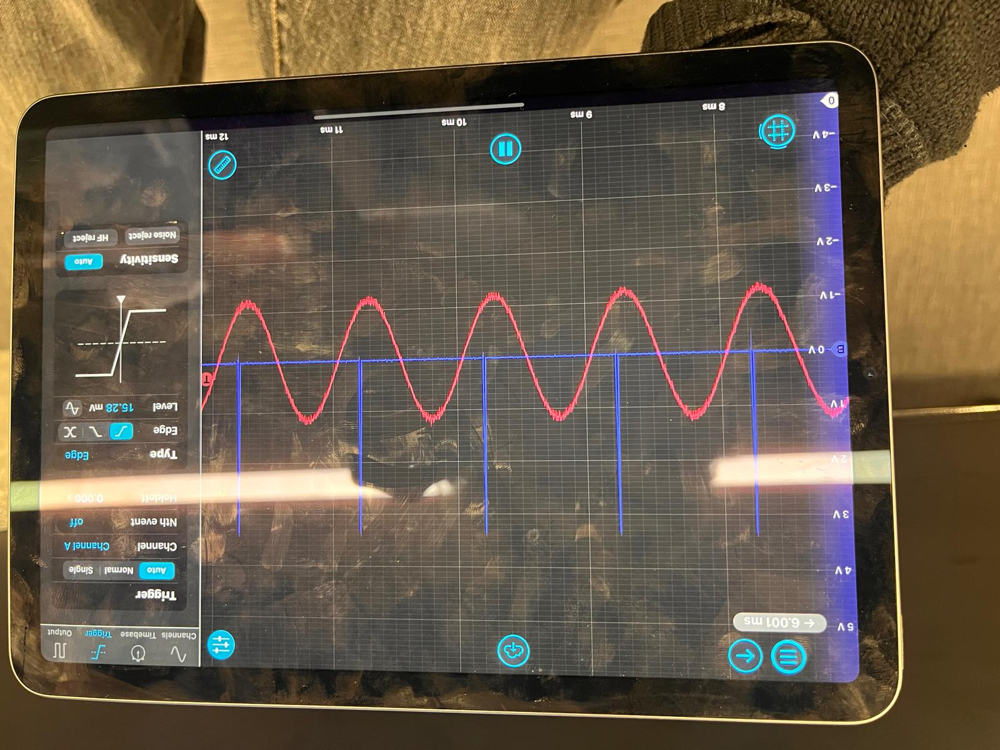 ← 6.001 ms
5 V
4 V
3 V
2 V
1 V
0 V
B
−1 V
−2 V
−3 V
−4 V
0
8 ms
9 ms
10 ms
11 ms
12 ms
T
Channels
Timebase
Trigger
Output
Trigger
Auto
Normal
Single
Channel
Channel A
Nth event
off
Holdoff
0.000 s
Type
Edge
Edge
Level
15.28 mV
Sensitivity
Auto
Noise reject
HF reject